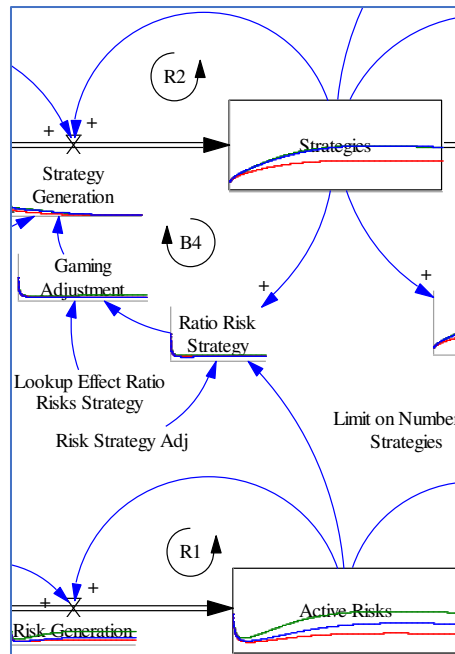 R2
+
+
Strategies
Strategy
Generation
B4
Gaming
Adjustment
+
+
Ratio Risk
Strategy
Lookup Effect Ratio
Risks Strategy
Risk Strategy Adj
Limit on Numbe
Strategies
R1
+
+
Active Risks
Risk Generation